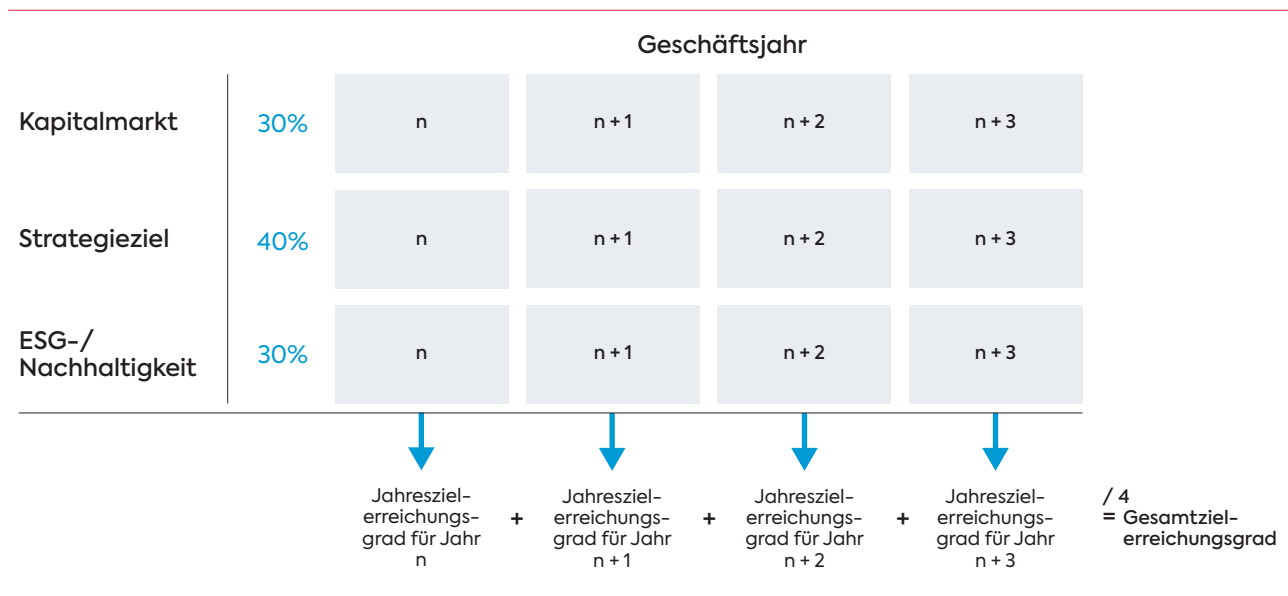 Geschäftsjahr
Kapitalmarkt 30% n n + 1 n + 2 n + 3
Strategieziel 40% n n + 1 n + 2 n + 3
ESG-/
Nachhaltigkeit 30% n n + 1 n + 2 n + 3
Jahresziel-
erreichungs-
grad für Jahr
n
+
Jahresziel-
erreichungs-
grad für Jahr
n + 1
+
Jahresziel-
erreichungs-
grad für Jahr
n + 2
+
Jahresziel-
erreichungs-
grad für Jahr
n + 3
/ 4
= Gesamtziel-
erreichungsgrad